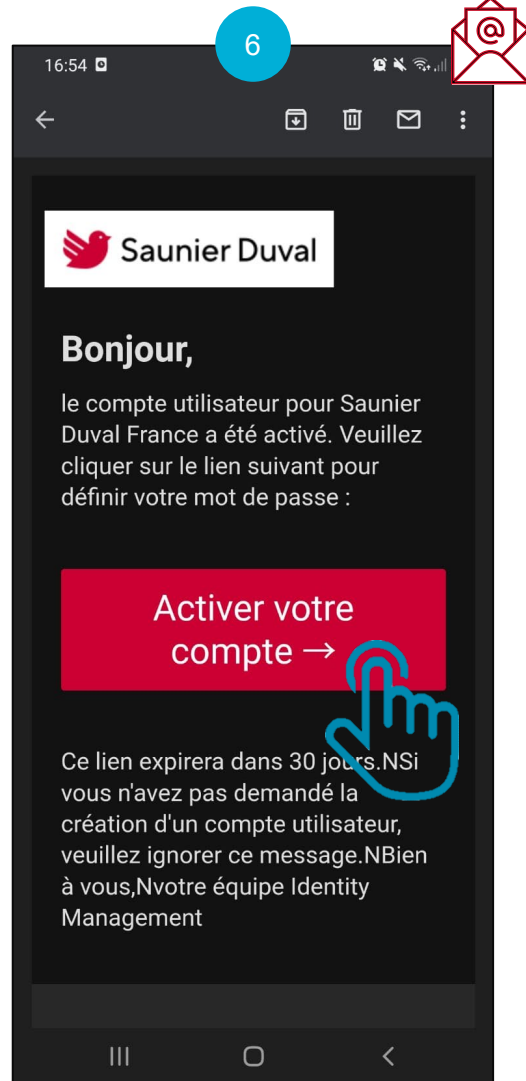 6
16:54
Saunier Duval
Bonjour,
le compte utilisateur pour Saunier
Duval France a été activé. Veuillez
cliquer sur le lien suivant pour
définir votre mot de passe :
Activer votre
compte →
Ce lien expirera dans 30 jours.NSi
vous n'avez pas demandé la
création d'un compte utilisateur,
veuillez ignorer ce message.NBien
à vous,Nvotre équipe Identity
Management